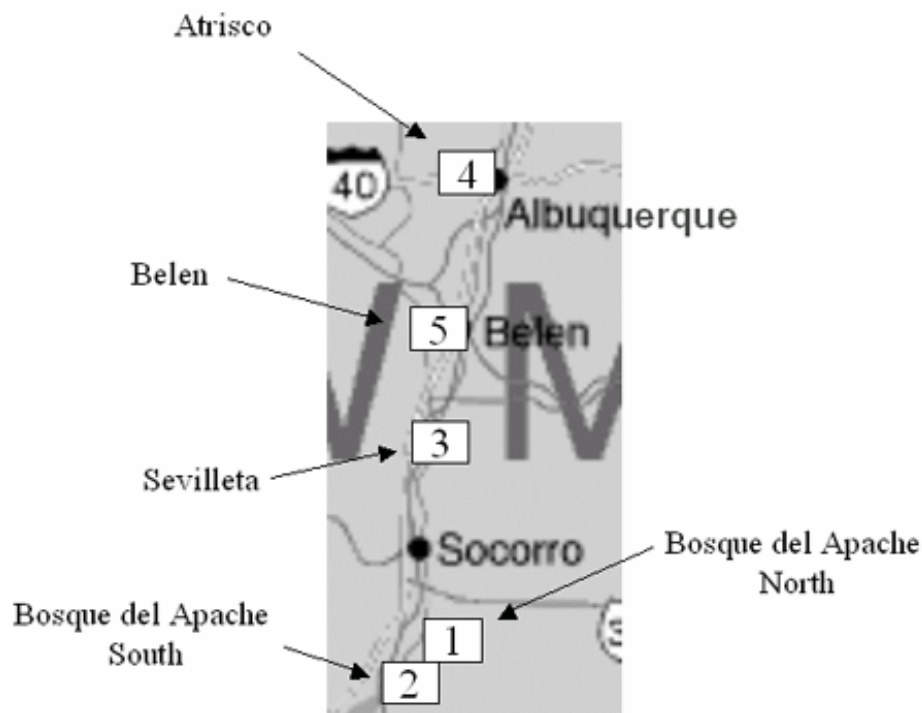 Atrisco
4
40
Albuquerque
Belen
5
Belen
M
3
Sevilleta
Socorro
Bosque del Apache
North
Bosque del Apache
South
1
2